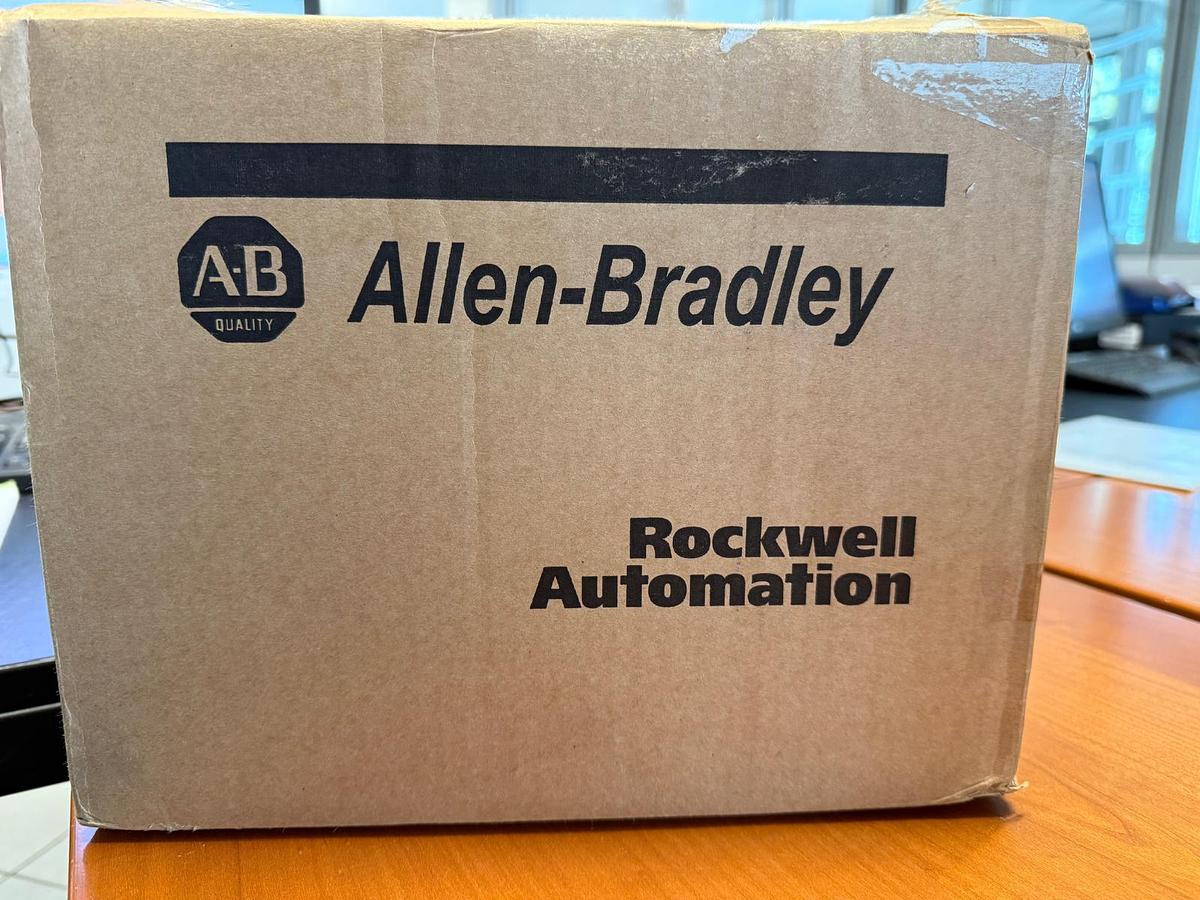 A-B
QUALITY
Allen-Bradley
Rockwell
Automation